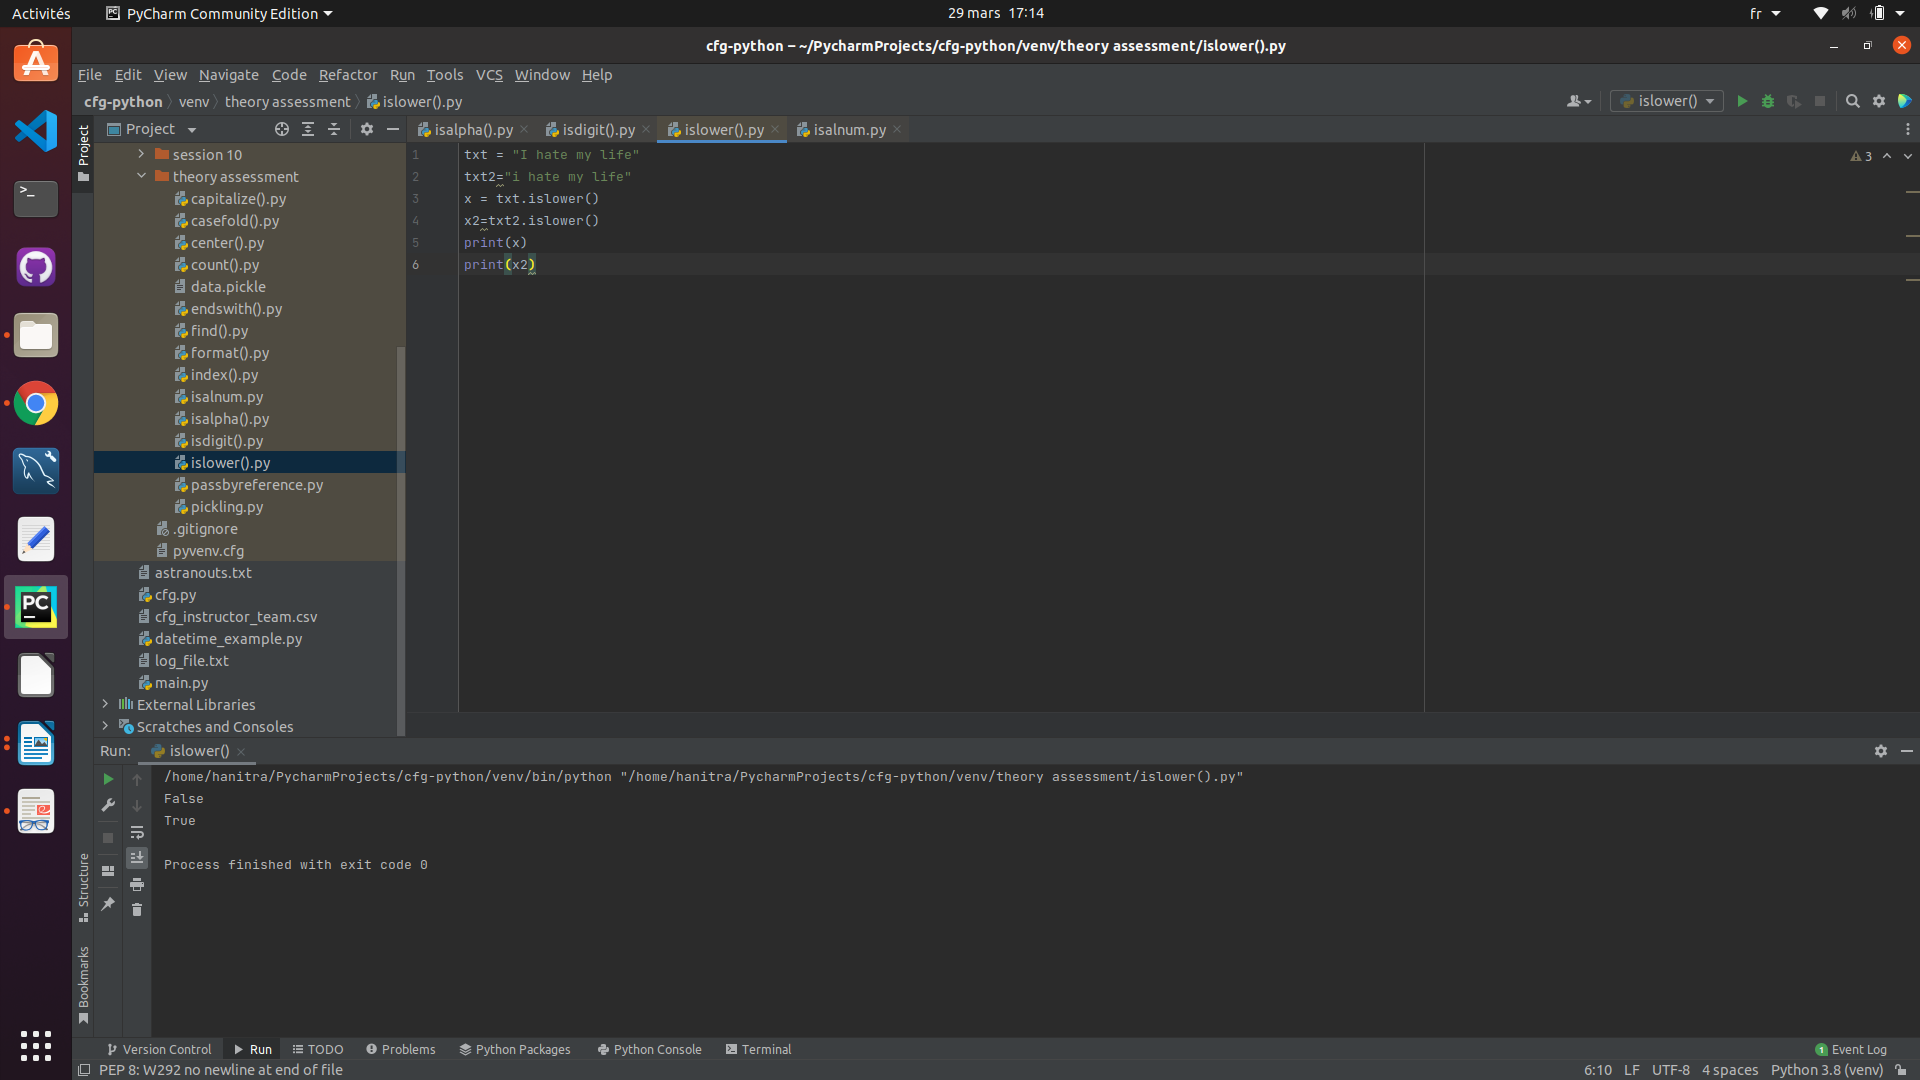 Activités
PyCharm Community Edition
29 mars 17:14
fr
cfg-python – ~/PycharmProjects/cfg-python/venv/theory assessment/islower().py
File Edit View Navigate Code Refactor Run Tools VCS Window Help
cfg-python venv theory assessment islower().py
islower()
Project
Project
isalpha().py
isdigit().py
islower().py
isalnum.py
session 10
theory assessment
capitalize().py
casefold().py
center().py
count().py
data.pickle
endswith().py
find().py
format().py
index().py
isalnum.py
isalpha().py
isdigit().py
islower().py
passbyreference.py
pickling.py
.gitignore
pyvenv.cfg
astranouts.txt
cfg.py
cfg_instructor_team.csv
datetime_example.py
log_file.txt
main.py
External Libraries
Scratches and Consoles
1 txt = "I hate my life"
2 txt2="i hate my life"
3 x = txt.islower()
4 x2=txt2.islower()
5 print(x)
6 print(x2)
3
Run: islower()
/home/hanitra/PycharmProjects/cfg-python/venv/bin/python "/home/hanitra/PycharmProjects/cfg-python/venv/theory assessment/islower().py"
False
True
Process finished with exit code 0
Structure
Bookmarks
PC
Version Control Run TODO Problems Python Packages Python Console Terminal
1 Event Log
PEP 8: W292 no newline at end of file
6:10 LF UTF-8 4 spaces Python 3.8 (venv)